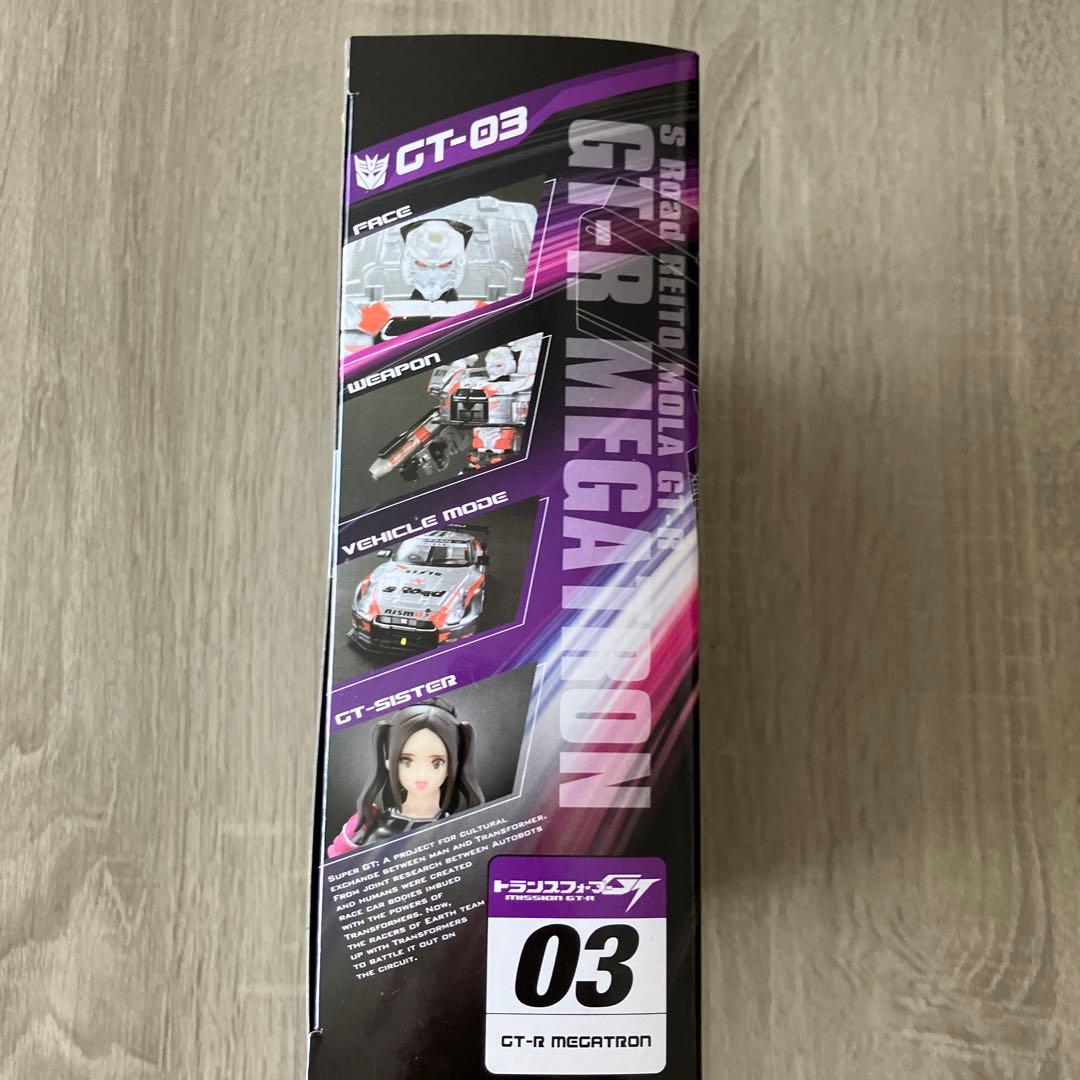 GT-03
FACE
WEAPON
VEHICLE MODE
S Road
nismo
GT-SISTER
S Road REITO MOLA GT-R
GT-R MEGATRON
SUPER GT: A PROJECT FOR CULTURAL
EXCHANGE BETWEEN MAN AND TRANSFORMER.
FROM JOINT RESEARCH BETWEEN AUTOBOTS
AND HUMANS WERE CREATED
RACE CAR BODIES IMBUED
WITH THE POWERS OF
TRANSFORMERS. NOW,
THE RACERS OF EARTH TEAM
UP WITH TRANSFORMERS
TO BATTLE IT OUT ON
THE CIRCUIT.
トランスフォーマーGT
MISSION GT-R
03
GT-R MEGATRON